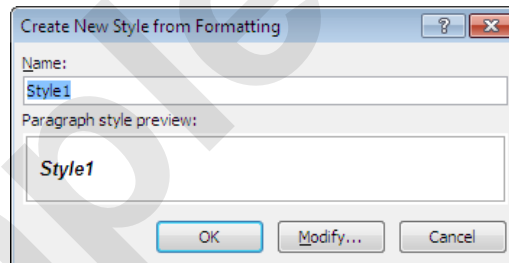 Create New Style from Formatting
Name:
Style1
Paragraph style preview:
Style1
OK Modify... Cancel